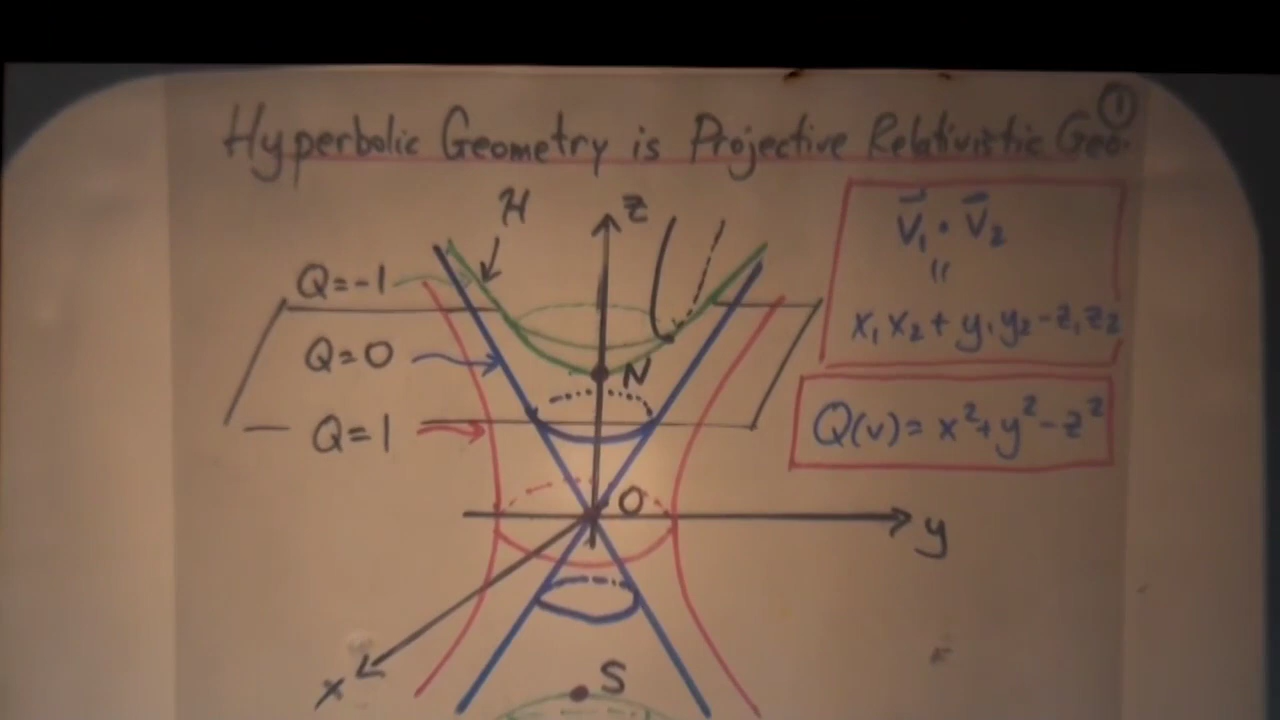 ①
Hyperbolic Geometry is Projective Relativistic Geo.
H
z
V₁ · V₂
=
x₁x₂ + y₁y₂ - z₁z₂
Q=-1
Q=0
N
Q=1
Q(v) = x² + y² - z²
O
y
x
S